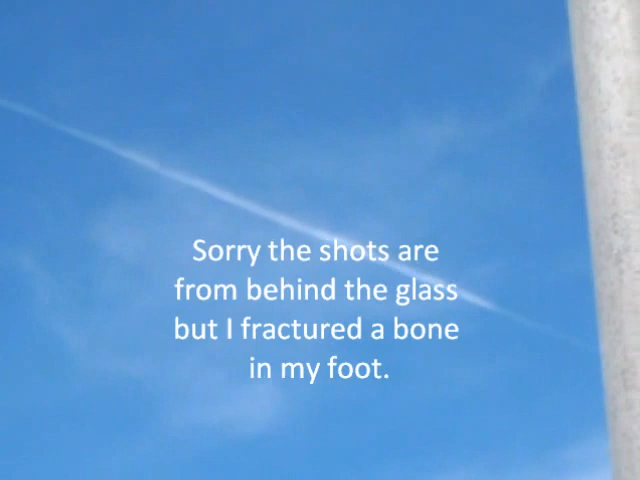 Sorry the shots are
from behind the glass
but I fractured a bone
in my foot.